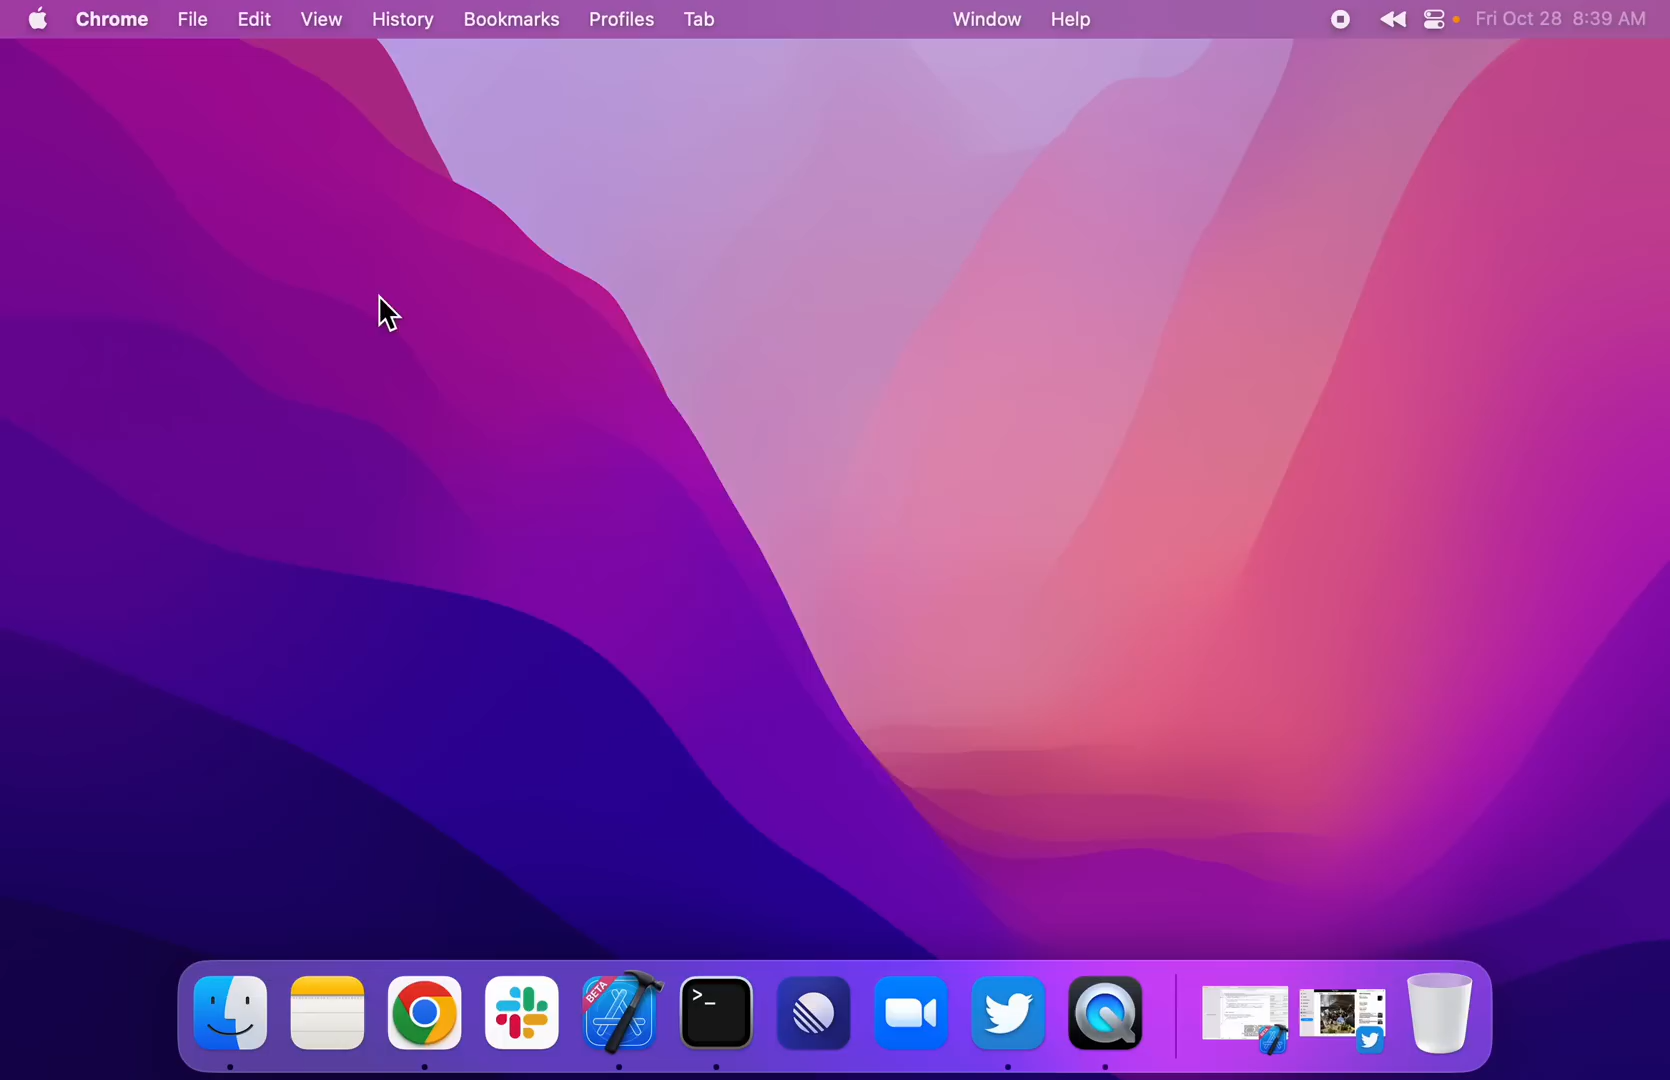 Chrome File Edit View History Bookmarks Profiles Tab Window Help Fri Oct 28 8:39 AM
BETA
>_